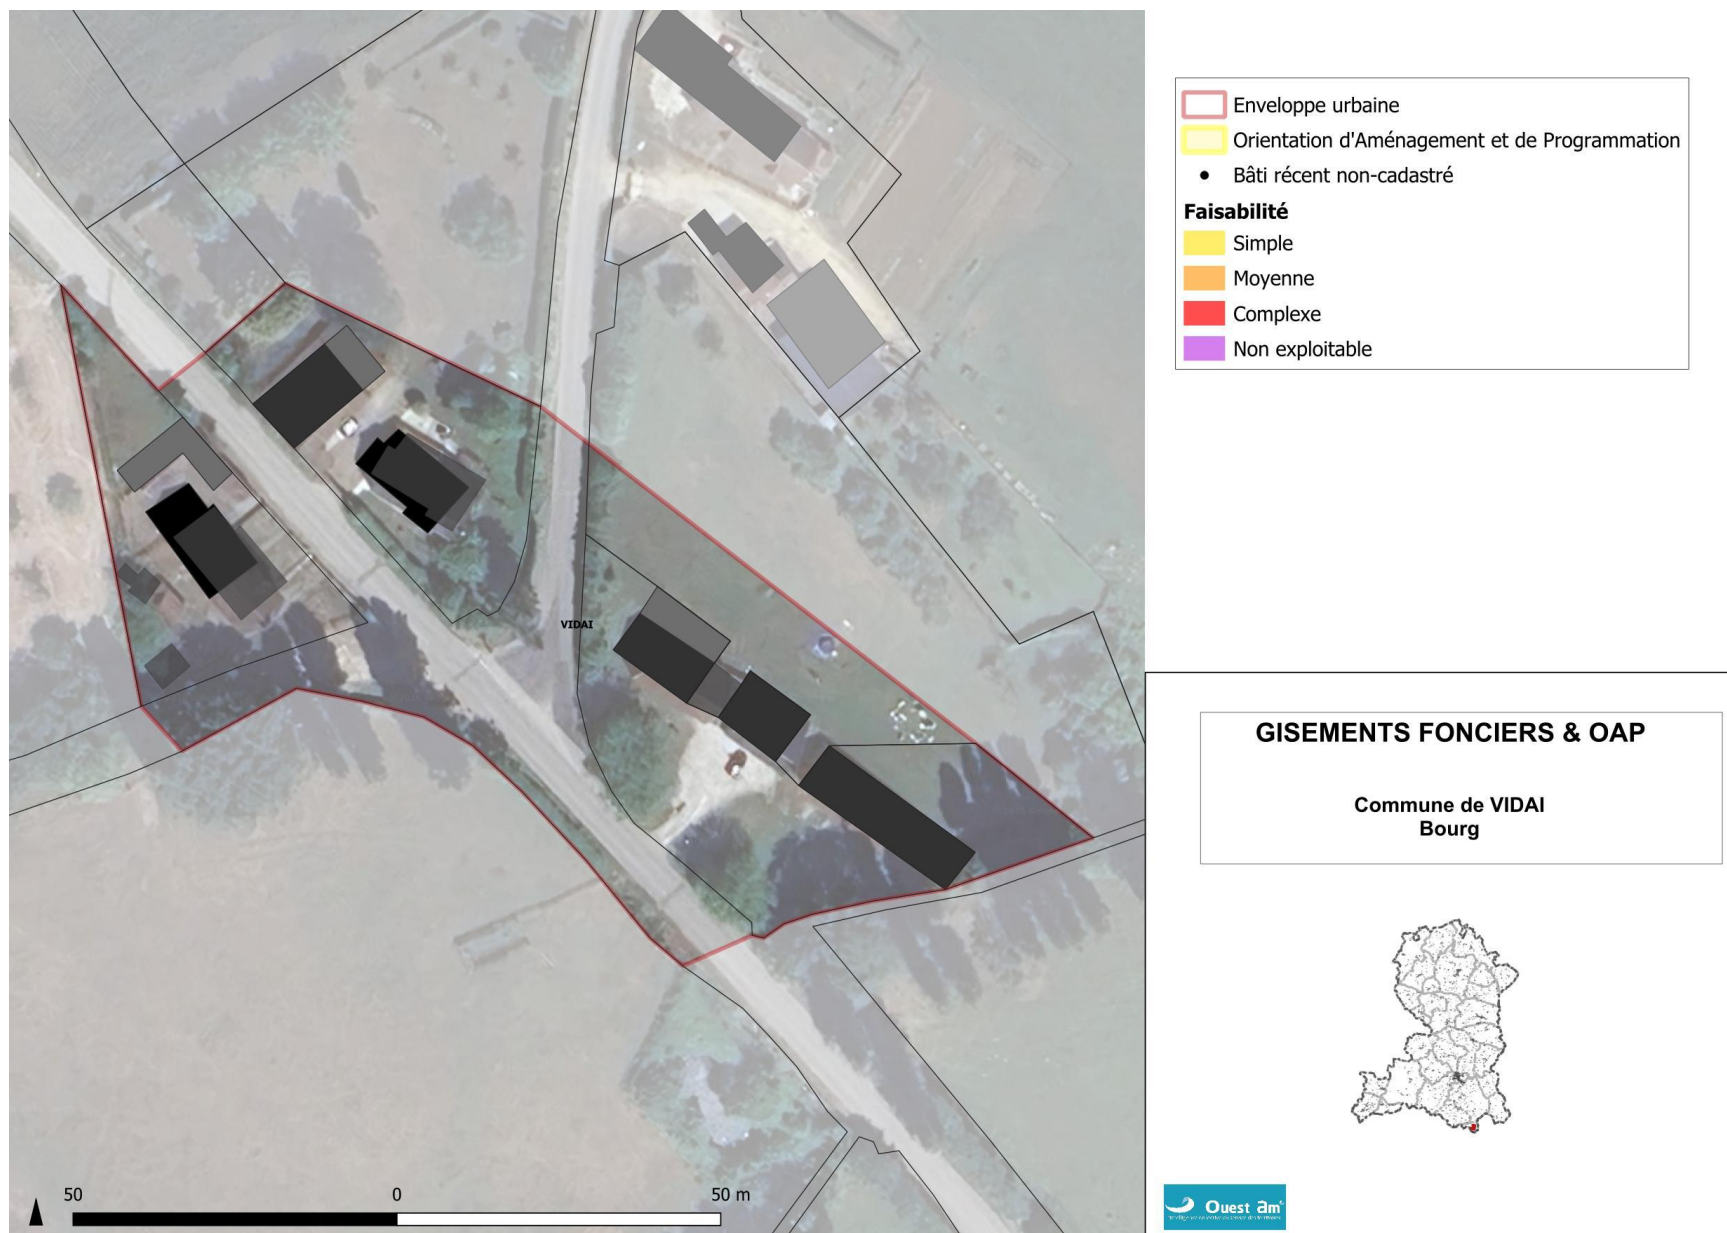 Enveloppe urbaine
Orientation d'Aménagement et de Programmation
Bâti récent non-cadastré
Faisabilité
Simple
Moyenne
Complexe
Non exploitable
VIDAI
GISEMENTS FONCIERS & OAP
Commune de VIDAI
Bourg
50 0 50 m
Ouest am'